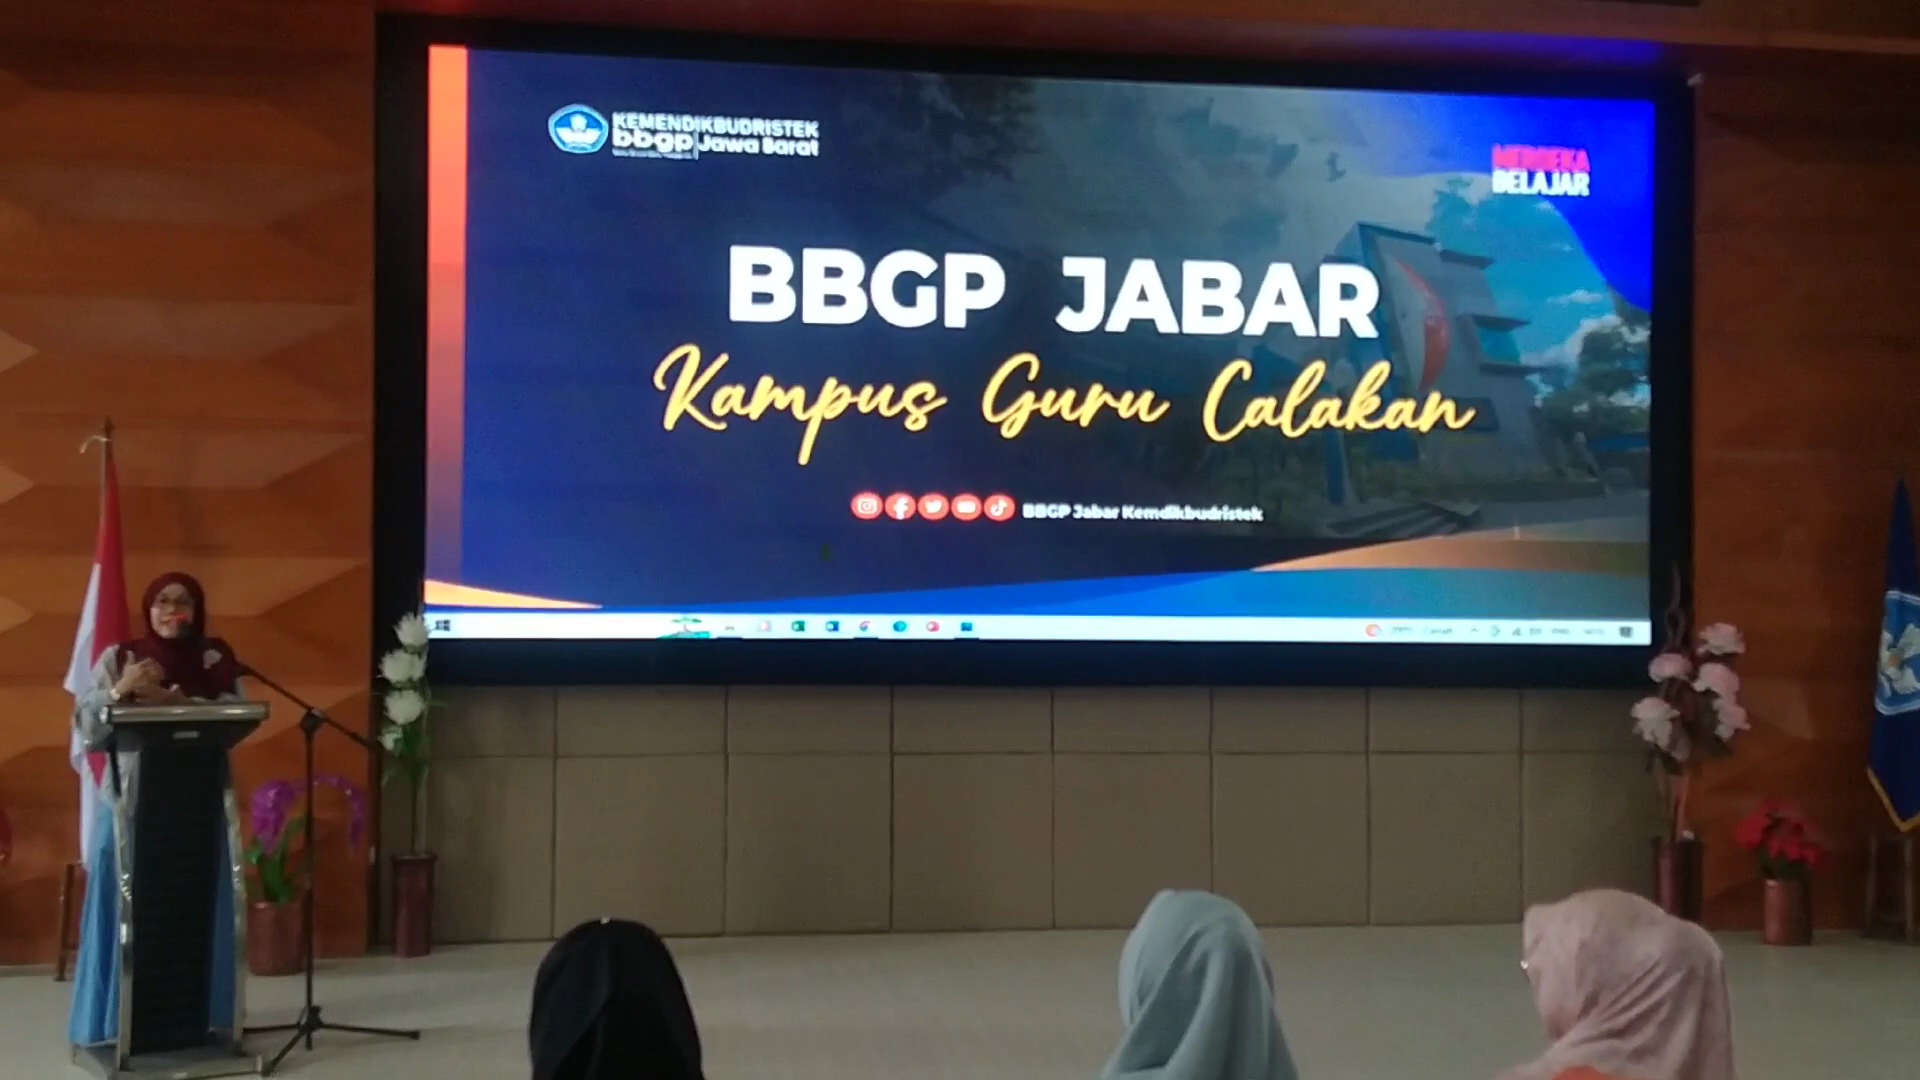 KEMENDIKBUDRISTEK
bbgp Jawa Barat
MERDEKA
BELAJAR
BBGP JABAR
Kampus Guru Calakan
BBGP Jabar Kemdikbudristek